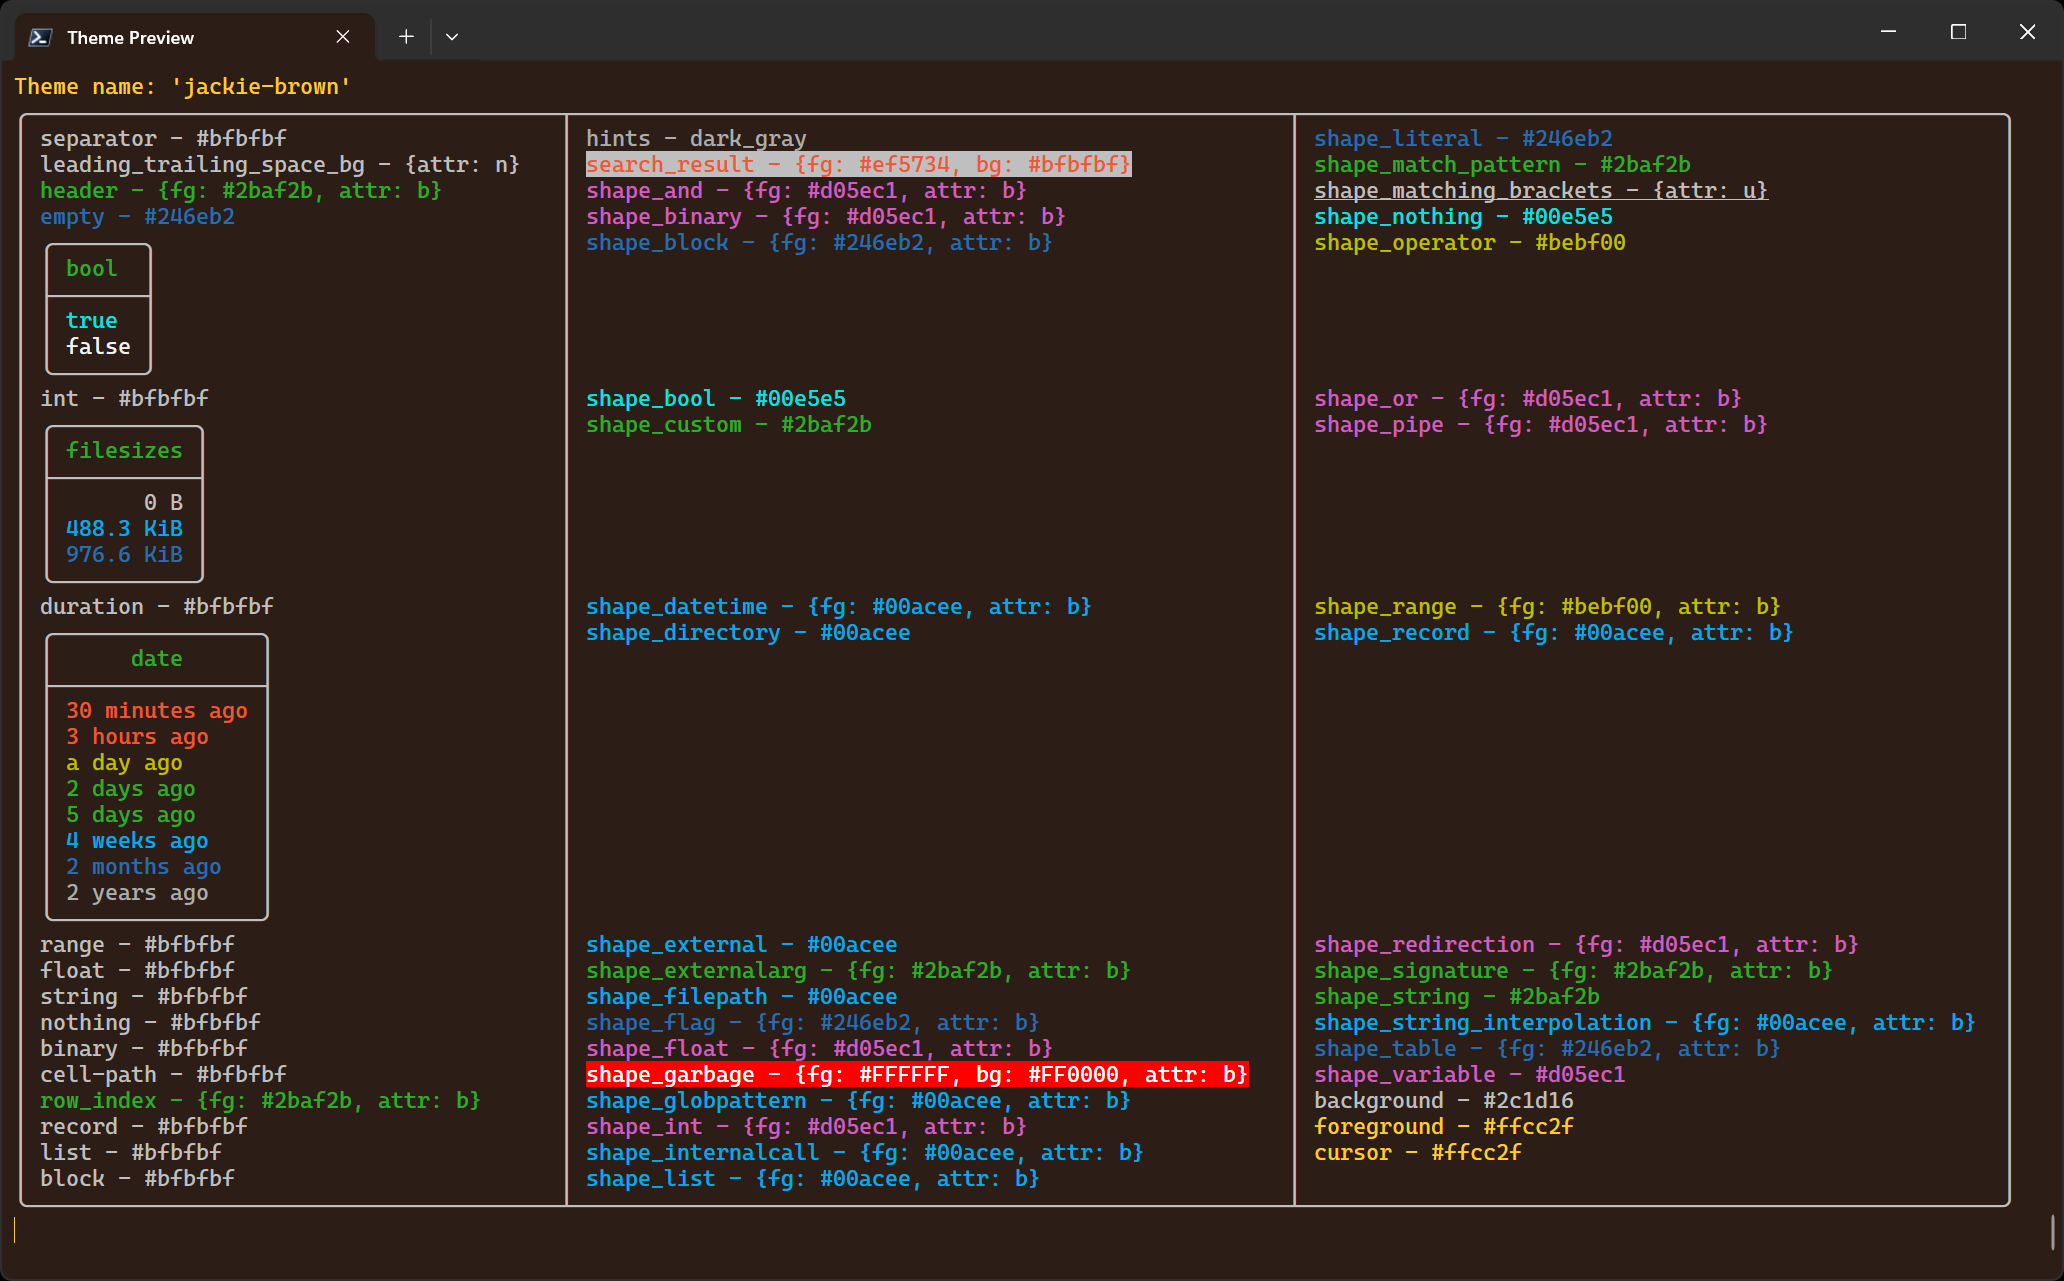 Theme Preview
Theme name: 'jackie-brown'
separator - #bfbfbf
leading_trailing_space_bg - {attr: n}
header - {fg: #2baf2b, attr: b}
empty - #246eb2
bool
true
false
int - #bfbfbf
filesizes
0 B
488.3 KiB
976.6 KiB
duration - #bfbfbf
date
30 minutes ago
3 hours ago
a day ago
2 days ago
5 days ago
4 weeks ago
2 months ago
2 years ago
range - #bfbfbf
float - #bfbfbf
string - #bfbfbf
nothing - #bfbfbf
binary - #bfbfbf
cell-path - #bfbfbf
row_index - {fg: #2baf2b, attr: b}
record - #bfbfbf
list - #bfbfbf
block - #bfbfbf
hints - dark_gray
search_result - {fg: #ef5734, bg: #bfbfbf}
shape_and - {fg: #d05ec1, attr: b}
shape_binary - {fg: #d05ec1, attr: b}
shape_block - {fg: #246eb2, attr: b}
shape_bool - #00e5e5
shape_custom - #2baf2b
shape_datetime - {fg: #00acee, attr: b}
shape_directory - #00acee
shape_external - #00acee
shape_externalarg - {fg: #2baf2b, attr: b}
shape_filepath - #00acee
shape_flag - {fg: #246eb2, attr: b}
shape_float - {fg: #d05ec1, attr: b}
shape_garbage - {fg: #FFFFFF, bg: #FF0000, attr: b}
shape_globpattern - {fg: #00acee, attr: b}
shape_int - {fg: #d05ec1, attr: b}
shape_internalcall - {fg: #00acee, attr: b}
shape_list - {fg: #00acee, attr: b}
shape_literal - #246eb2
shape_match_pattern - #2baf2b
shape_matching_brackets - {attr: u}
shape_nothing - #00e5e5
shape_operator - #bebf00
shape_or - {fg: #d05ec1, attr: b}
shape_pipe - {fg: #d05ec1, attr: b}
shape_range - {fg: #bebf00, attr: b}
shape_record - {fg: #00acee, attr: b}
shape_redirection - {fg: #d05ec1, attr: b}
shape_signature - {fg: #2baf2b, attr: b}
shape_string - #2baf2b
shape_string_interpolation - {fg: #00acee, attr: b}
shape_table - {fg: #246eb2, attr: b}
shape_variable - #d05ec1
background - #2c1d16
foreground - #ffcc2f
cursor - #ffcc2f